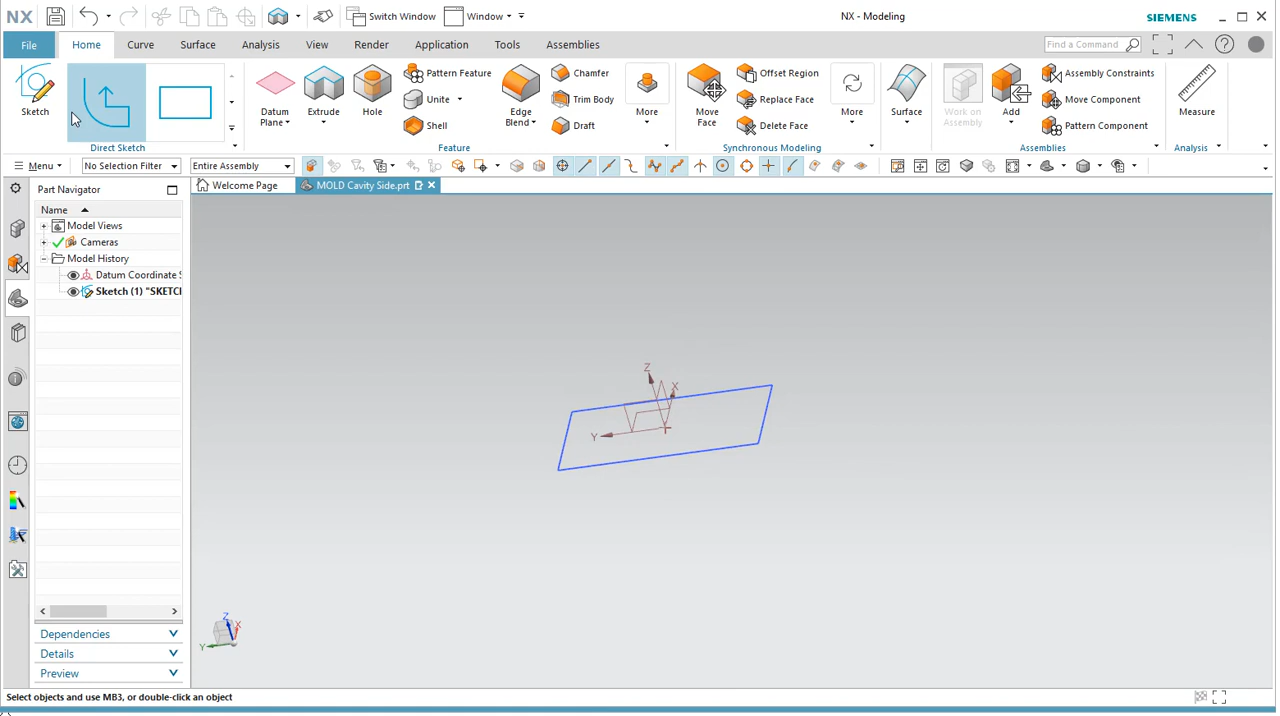 NX Switch Window Window NX - Modeling SIEMENS
File Home Curve Surface Analysis View Render Application Tools Assemblies Find a Command
Sketch
Direct Sketch
Datum Plane
Extrude
Hole
Pattern Feature
Unite
Shell
Edge Blend
Chamfer
Trim Body
Draft
More
Feature
Move Face
Offset Region
Replace Face
Delete Face
More
Synchronous Modeling
Surface
Work on Assembly
Add
Assembly Constraints
Move Component
Pattern Component
Assemblies
Measure
Analysis
Menu No Selection Filter Entire Assembly
Part Navigator
Welcome Page MOLD Cavity Side.prt
Name
Model Views
Cameras
Model History
Datum Coordinate S
Sketch (1) "SKETC
Z
X
Y
Z
X
Y
Dependencies
Details
Preview
Select objects and use MB3, or double-click an object